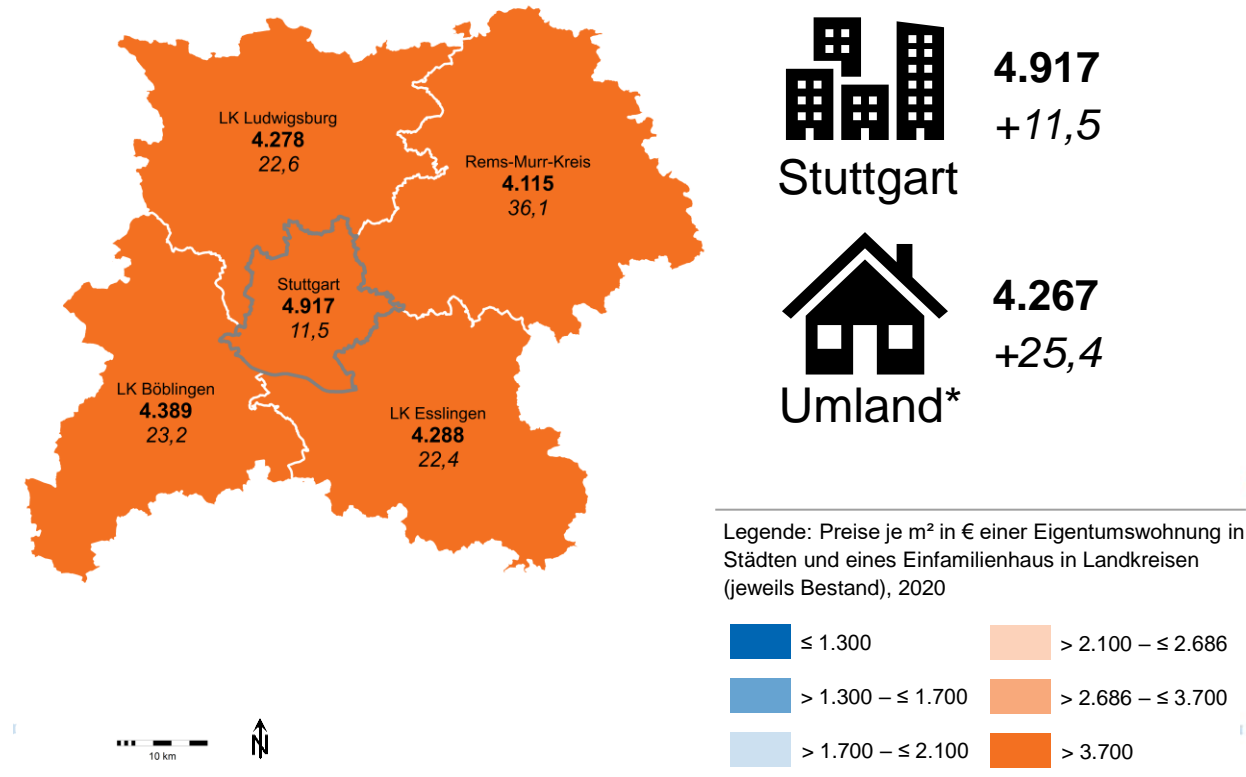 LK Ludwigsburg
4.278
22,6
Rems-Murr-Kreis
4.115
36,1
Stuttgart
4.917
11,5
LK Böblingen
4.389
23,2
LK Esslingen
4.288
22,4
4.917
+11,5
Stuttgart
4.267
+25,4
Umland*
Legende: Preise je m² in € einer Eigentumswohnung in
Städten und eines Einfamilienhaus in Landkreisen
(jeweils Bestand), 2020
≤ 1.300
> 2.100 – ≤ 2.686
> 1.300 – ≤ 1.700
> 2.686 – ≤ 3.700
> 1.700 – ≤ 2.100
> 3.700
10 km
N